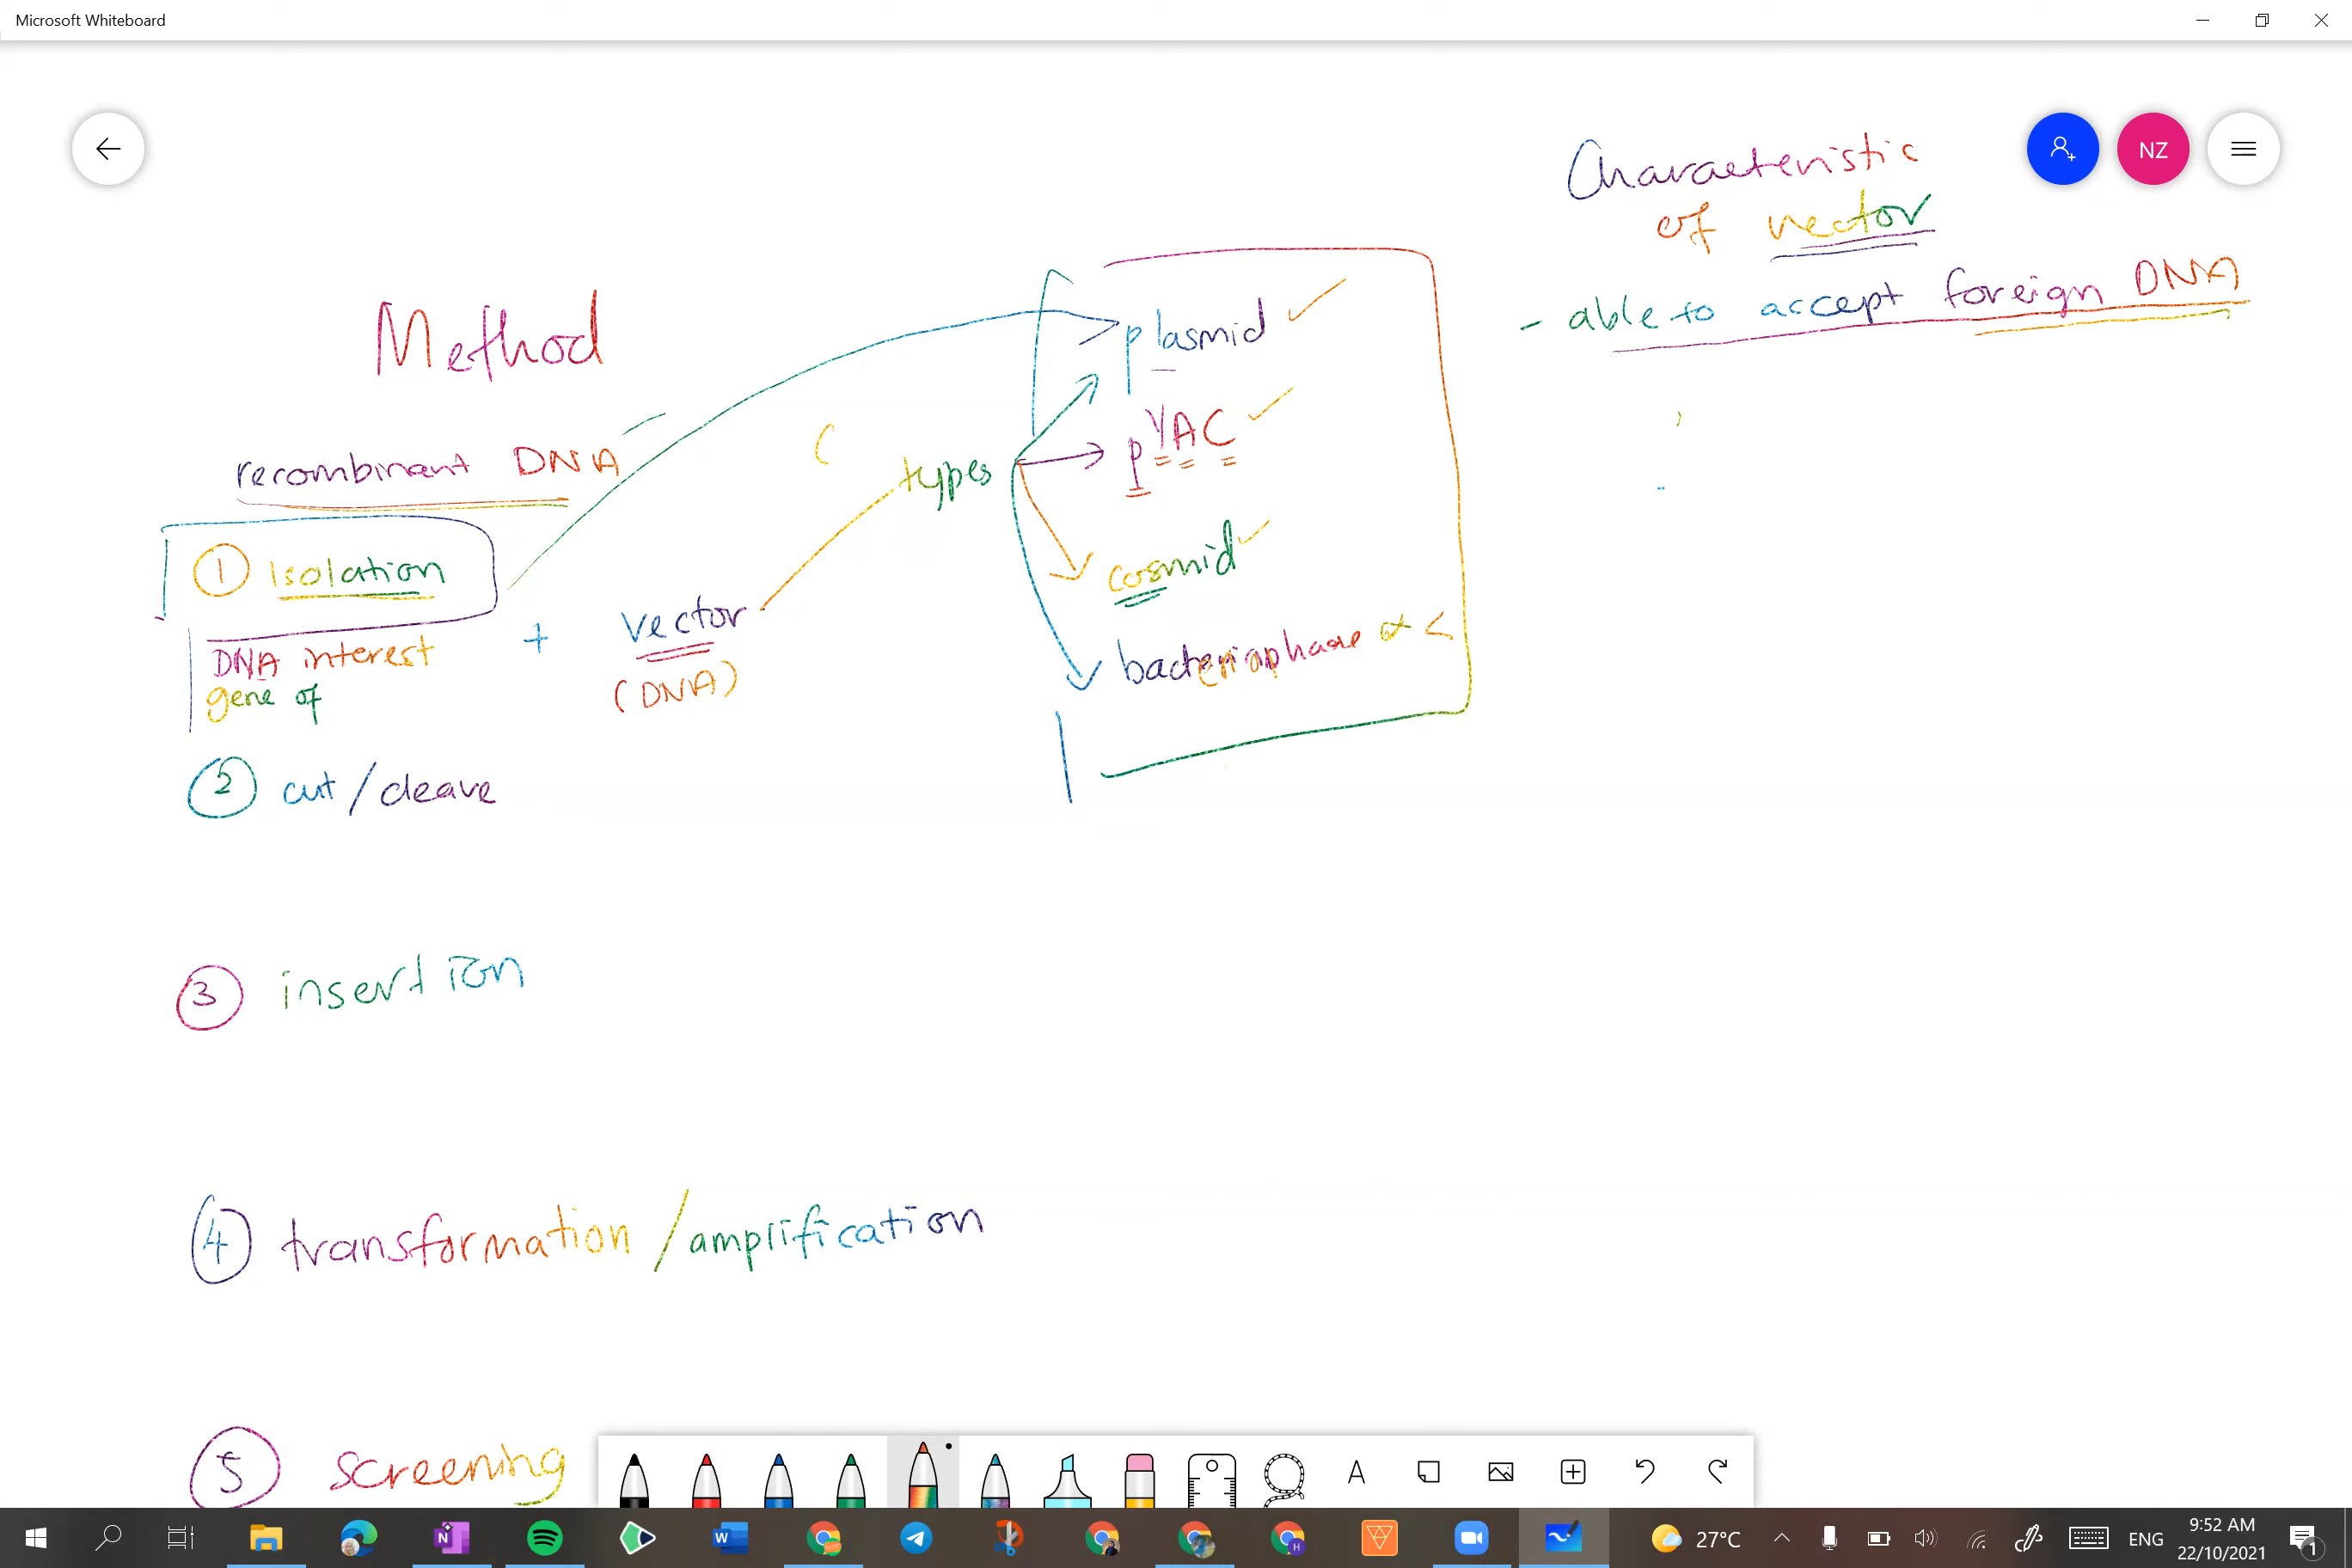 Microsoft Whiteboard
NZ
Characteristic
of vector
- able to accept foreign DNA
Method
recombinant DNA
① Isolation
DNA interest
gene of
+ vector
(DNA)
types
plasmid ✓
pYAC ✓
cosmid ✓
② cut/cleave
③ insertion
④ transformation/amplification
⑤ screening
A
27°C
ENG
9:52 AM
22/10/2021
1